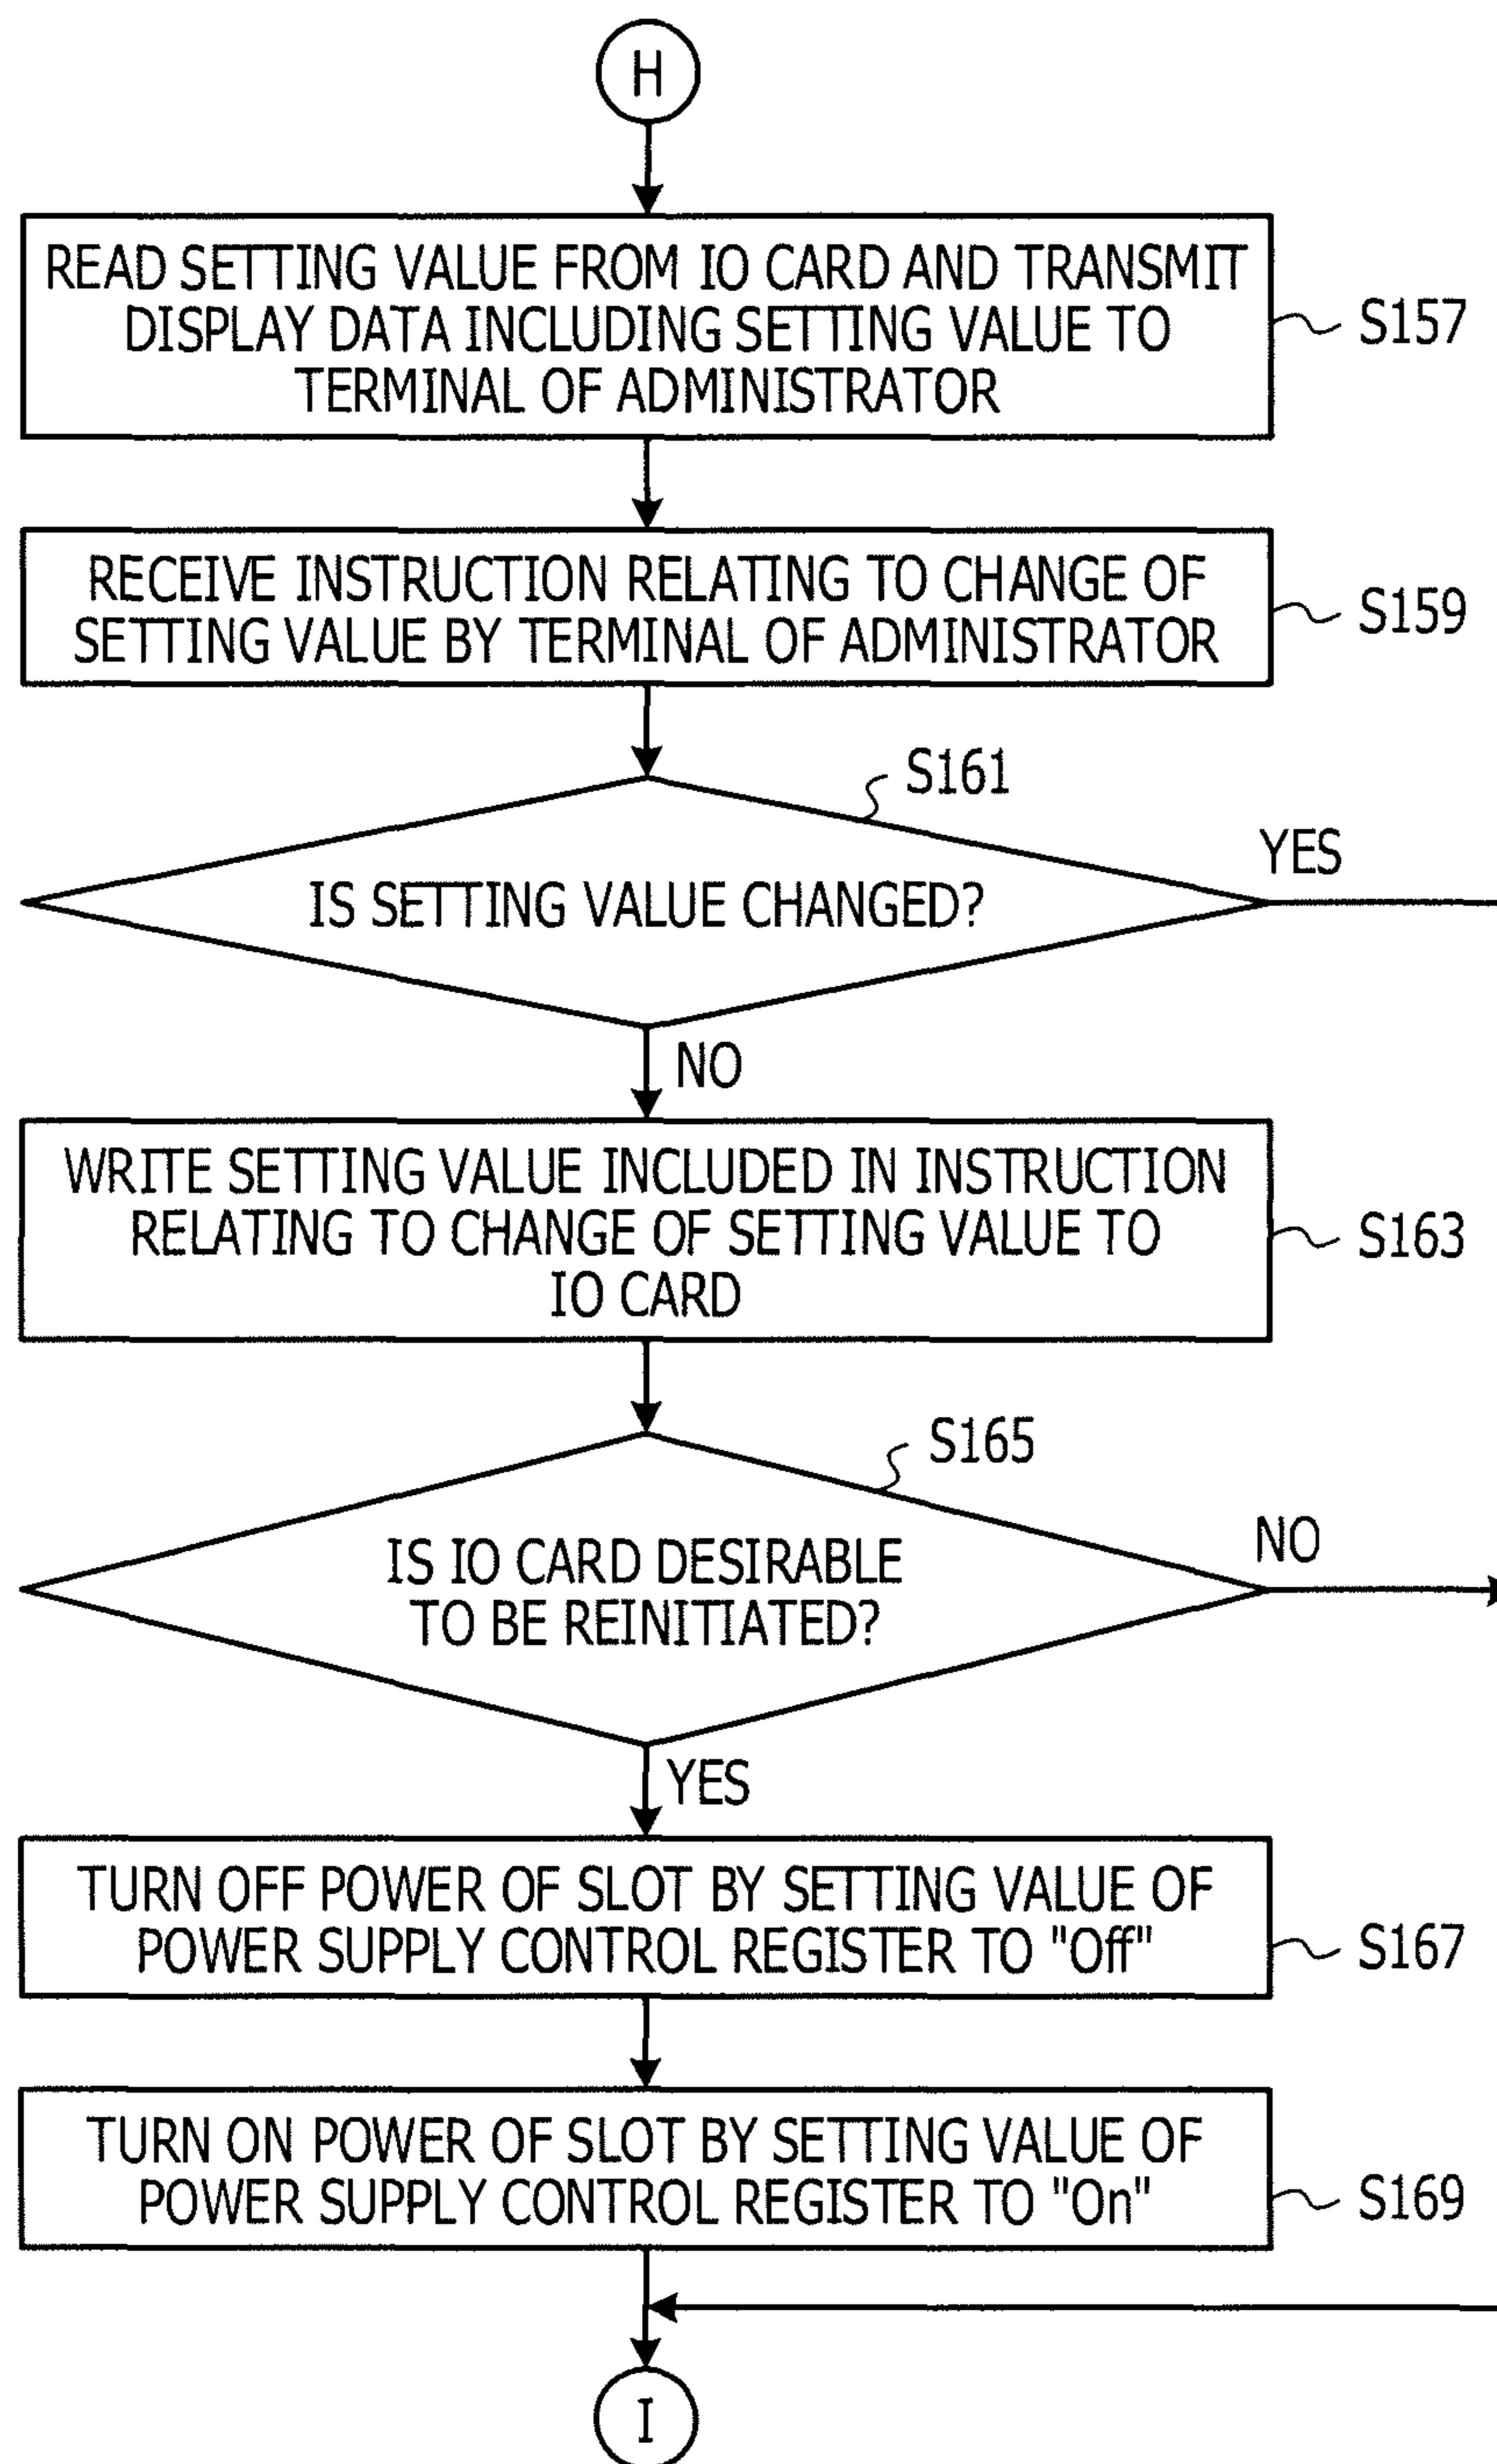 H
READ SETTING VALUE FROM IO CARD AND TRANSMIT
DISPLAY DATA INCLUDING SETTING VALUE TO
TERMINAL OF ADMINISTRATOR
S157
RECEIVE INSTRUCTION RELATING TO CHANGE OF
SETTING VALUE BY TERMINAL OF ADMINISTRATOR
S159
S161
YES
IS SETTING VALUE CHANGED?
NO
WRITE SETTING VALUE INCLUDED IN INSTRUCTION
RELATING TO CHANGE OF SETTING VALUE TO
IO CARD
S163
S165
NO
IS IO CARD DESIRABLE
TO BE REINITIATED?
YES
TURN OFF POWER OF SLOT BY SETTING VALUE OF
POWER SUPPLY CONTROL REGISTER TO "Off"
S167
TURN ON POWER OF SLOT BY SETTING VALUE OF
POWER SUPPLY CONTROL REGISTER TO "On"
S169
I